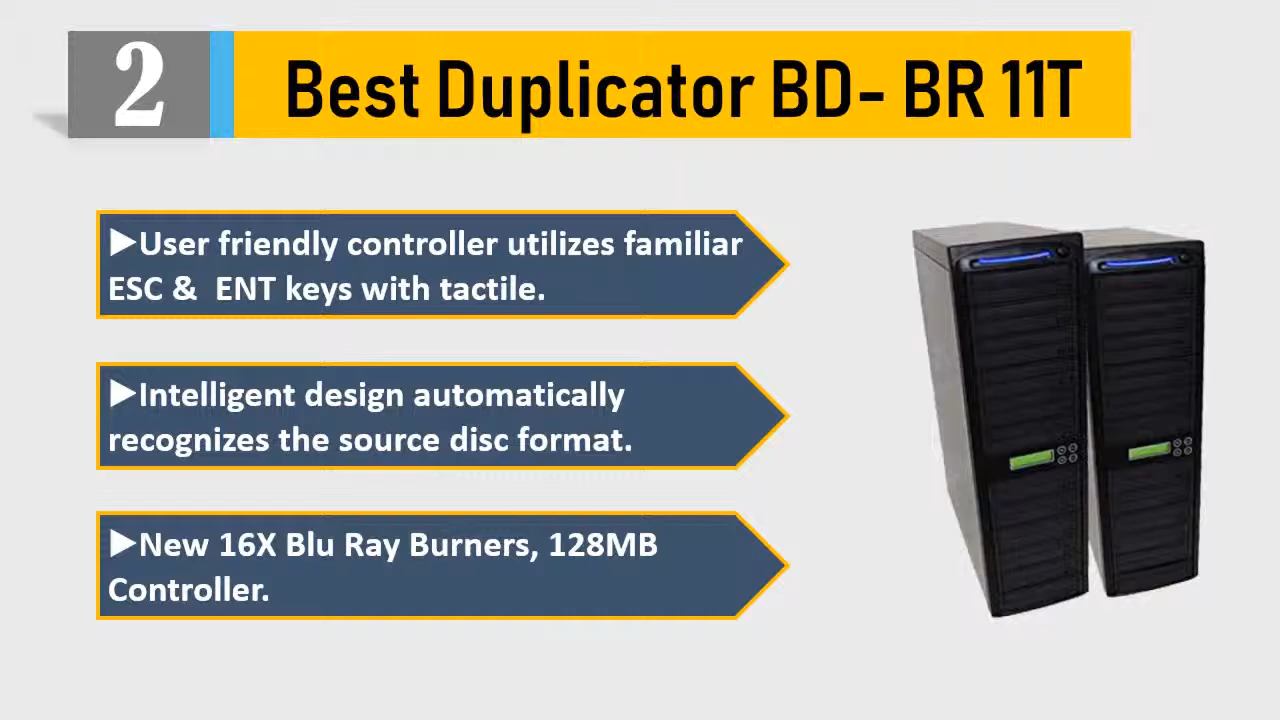 2
Best Duplicator BD- BR 11T
▶User friendly controller utilizes familiar
ESC &  ENT keys with tactile.
▶Intelligent design automatically
recognizes the source disc format.
▶New 16X Blu Ray Burners, 128MB
Controller.